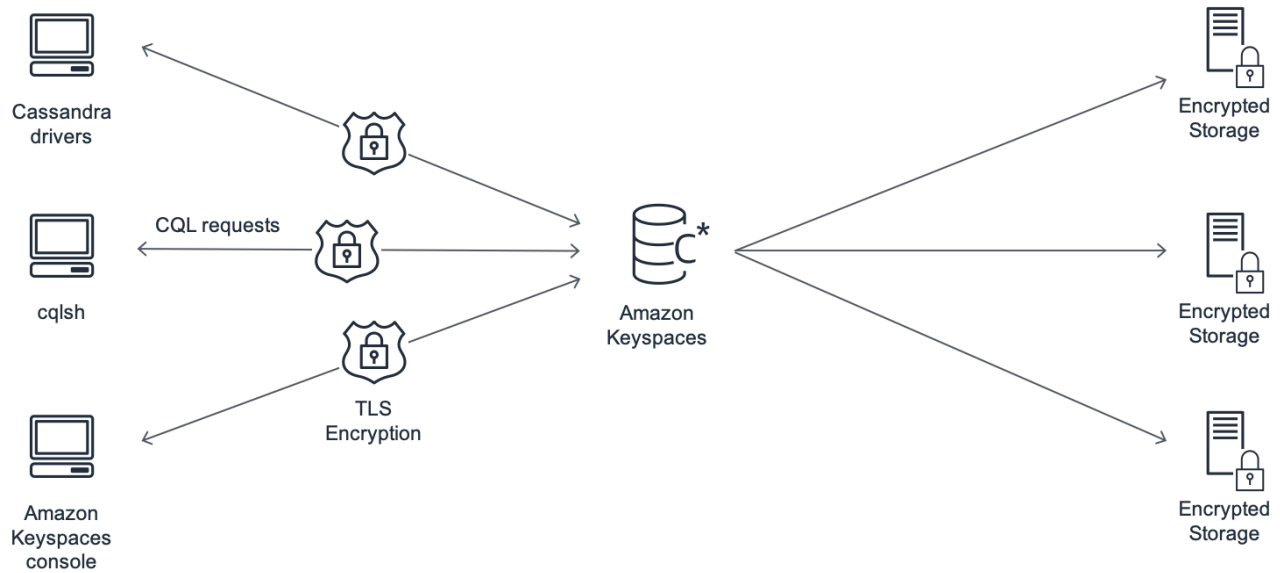 Cassandra
drivers
CQL requests
cqlsh
TLS
Encryption
Amazon
Keyspaces
console
C*
Amazon
Keyspaces
Encrypted
Storage
Encrypted
Storage
Encrypted
Storage